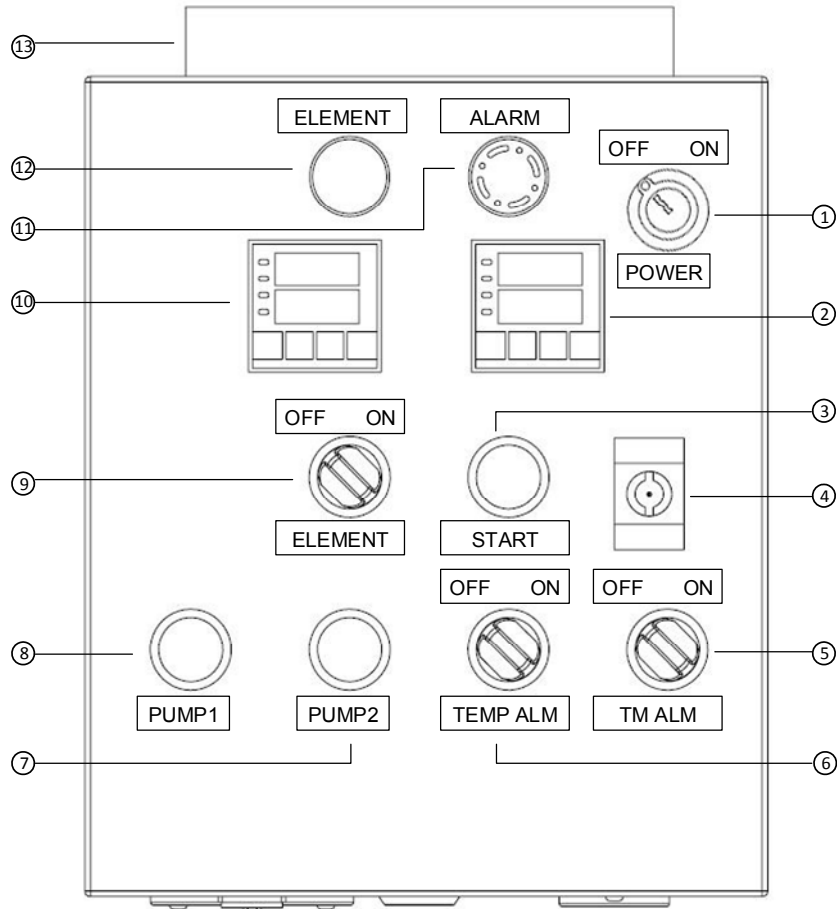 ⑬
ELEMENT ALARM
OFF ON
⑫
①
⑪
POWER
⑩
②
OFF ON
③
⑨
④
ELEMENT START
OFF ON OFF ON
⑧
⑤
PUMP1 PUMP2 TEMP ALM TM ALM
⑦
⑥